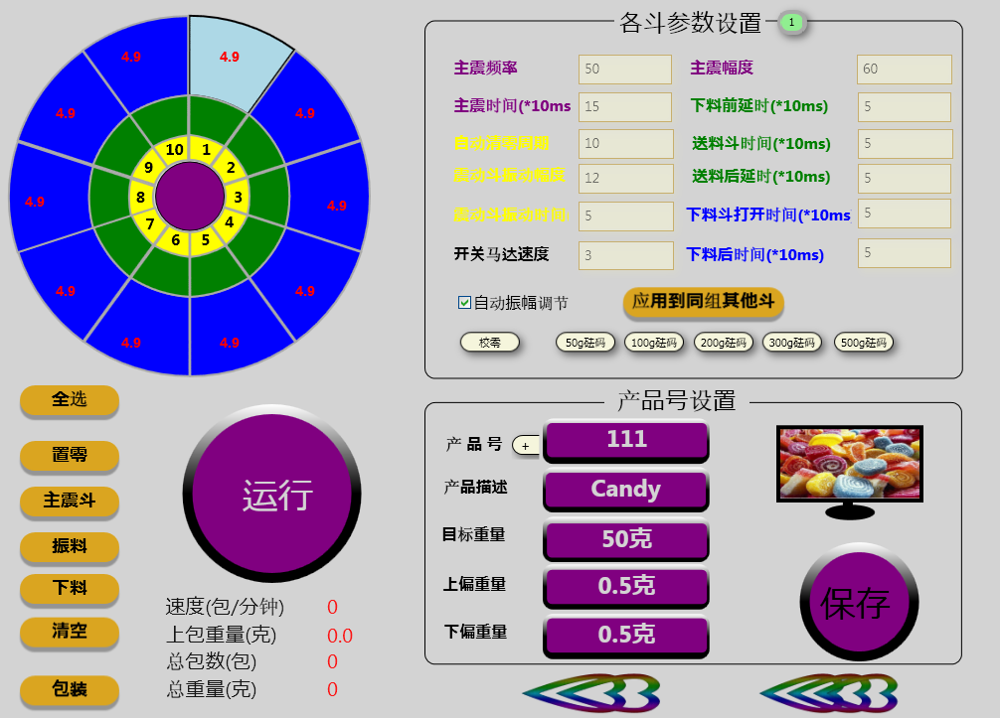 4.9
4.9
4.9
4.9
4.9
4.9
4.9
4.9
4.9
4.9
10
1
9
2
8
3
7
4
6
5
全选
置零
主震斗
振料
下料
清空
包装
运行
速度(包/分钟) 0
上包重量(克) 0.0
总包数(包) 0
总重量(克) 0
各斗参数设置 1
主震频率 50 主震幅度 60
主震时间(*10ms 15 下料前延时(*10ms) 5
自动清零周期 10 送料斗时间(*10ms) 5
震动斗振动幅度 12 送料后延时(*10ms) 5
震动斗振动时间 5 下料斗打开时间(*10ms 5
开关马达速度 3 下料后时间(*10ms) 5
自动振幅调节 应用到同组其他斗
校零 50g砝码 100g砝码 200g砝码 300g砝码 500g砝码
产品号设置
产品号 + 111
产品描述 Candy
目标重量 50克
上偏重量 0.5克
下偏重量 0.5克
保存